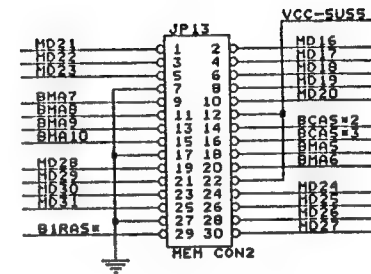 VCC-SUS5
JP13
MD21 1 2 MD16
MD22 3 4 MD17
MD23 5 6 MD18
7 8 MD19
BMA7 9 10 MD20
BMA8 11 12
BMA9 13 14 BCAS*2
BMA10 15 16 BCAS*3
17 18 BMA5
MD28 19 20 BMA6
MD29 21 22
MD30 23 24 MD24
MD31 25 26 MD25
27 28 MD26
B1RAS* 29 30 MD27
MEM CON2